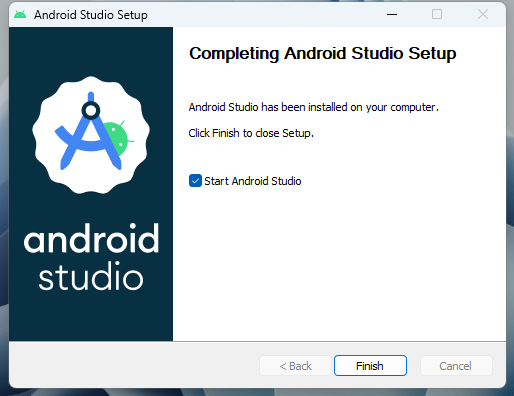 Android Studio Setup
Completing Android Studio Setup
Android Studio has been installed on your computer.
Click Finish to close Setup.
Start Android Studio
android
studio
< Back
Finish
Cancel